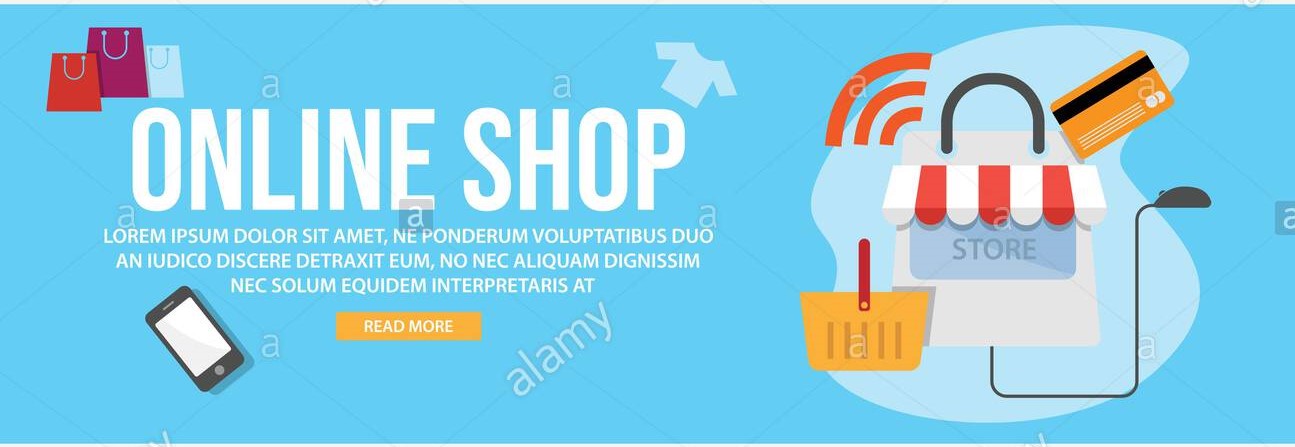 ONLINE SHOP
LOREM IPSUM DOLOR SIT AMET, NE PONDERUM VOLUPTATIBUS DUO
AN IUDICO DISCERE DETRAXIT EUM, NO NEC ALIQUAM DIGNISSIM
NEC SOLUM EQUIDEM INTERPRETARIS AT
READ MORE
STORE
alamy
a
a
a
a
a
a
a
a
a
a